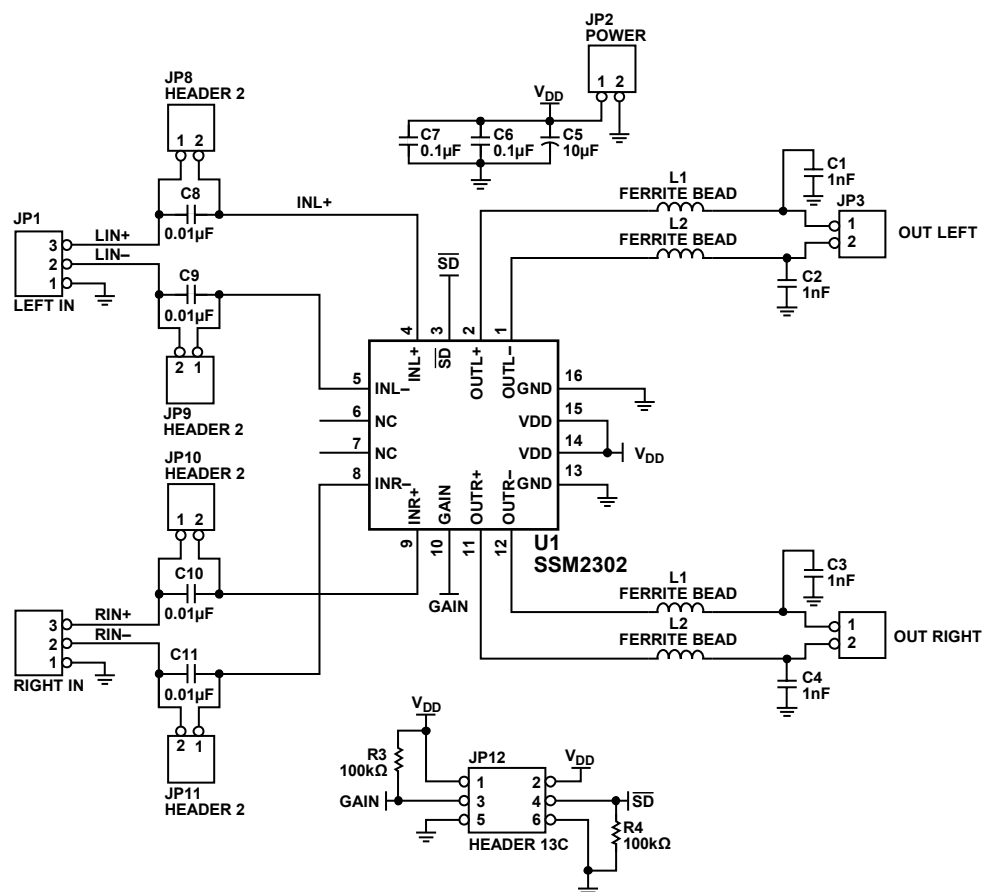 JP2
POWER
1 2
JP8
HEADER 2
1 2
V_DD
C7
0.1µF
C6
0.1µF
C5
10µF
C8
0.01µF
INL+
L1
FERRITE BEAD
C1
1nF
JP3
1
2
OUT LEFT
JP1
3
2
1
LEFT IN
LIN+
LIN–
L2
FERRITE BEAD
C2
1nF
C9
0.01µF
S̅D̅
2 1
JP9
HEADER 2
4
3
2
1
INL+
S̅D̅
OUTL+
OUTL–
5
INL–
GND
16
6
NC
VDD
15
7
NC
VDD
14
V_DD
8
INR–
GND
13
INR+
GAIN
OUTR+
OUTR–
9
10
11
12
U1
SSM2302
GAIN
JP10
HEADER 2
1 2
C10
0.01µF
RIN+
RIN–
3
2
1
RIGHT IN
C11
0.01µF
2 1
JP11
HEADER 2
L1
FERRITE BEAD
C3
1nF
L2
FERRITE BEAD
1
2
OUT RIGHT
C4
1nF
V_DD
R3
100kΩ
JP12
V_DD
1
2
GAIN
3
4
S̅D̅
5
6
R4
100kΩ
HEADER 13C